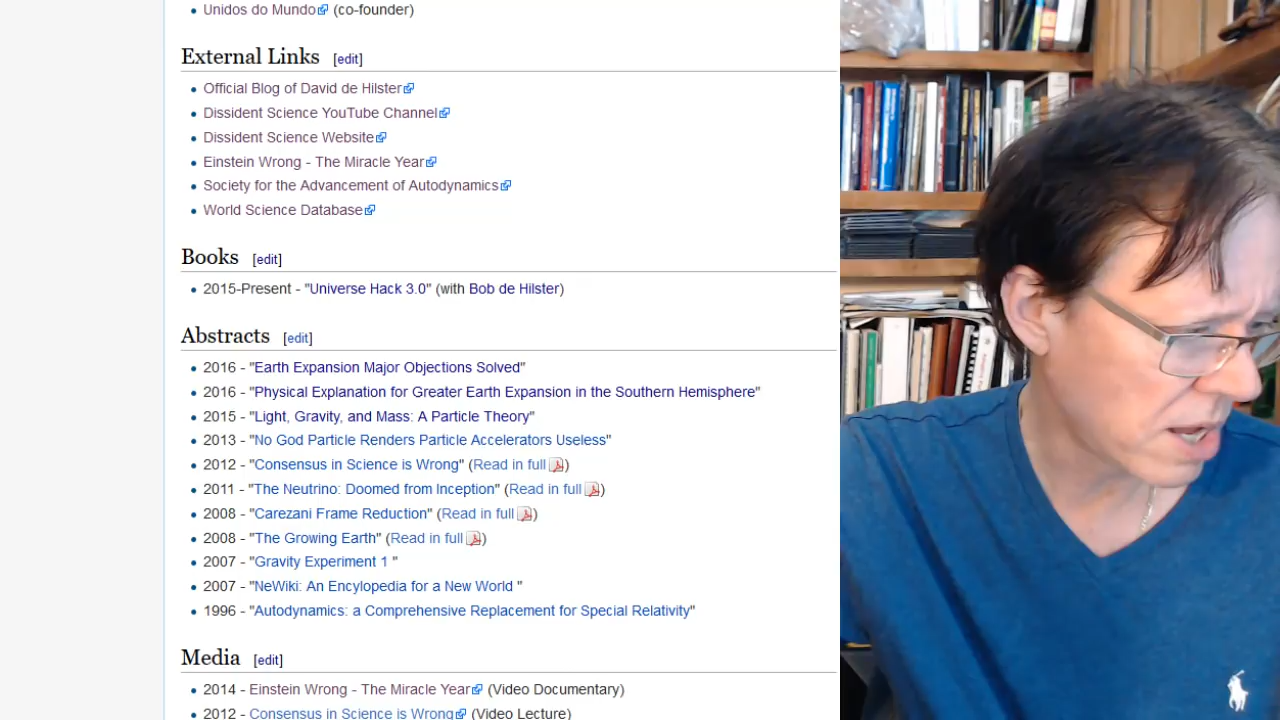 Unidos do Mundo (co-founder)
External Links [edit]
Official Blog of David de Hilster
Dissident Science YouTube Channel
Dissident Science Website
Einstein Wrong - The Miracle Year
Society for the Advancement of Autodynamics
World Science Database
Books [edit]
2015-Present - "Universe Hack 3.0" (with Bob de Hilster)
Abstracts [edit]
2016 - "Earth Expansion Major Objections Solved"
2016 - "Physical Explanation for Greater Earth Expansion in the Southern Hemisphere"
2015 - "Light, Gravity, and Mass: A Particle Theory"
2013 - "No God Particle Renders Particle Accelerators Useless"
2012 - "Consensus in Science is Wrong" (Read in full)
2011 - "The Neutrino: Doomed from Inception" (Read in full)
2008 - "Carezani Frame Reduction" (Read in full)
2008 - "The Growing Earth" (Read in full)
2007 - "Gravity Experiment 1 "
2007 - "NeWiki: An Encylopedia for a New World "
1996 - "Autodynamics: a Comprehensive Replacement for Special Relativity"
Media [edit]
2014 - Einstein Wrong - The Miracle Year (Video Documentary)
2012 - Consensus in Science is Wrong (Video Lecture)